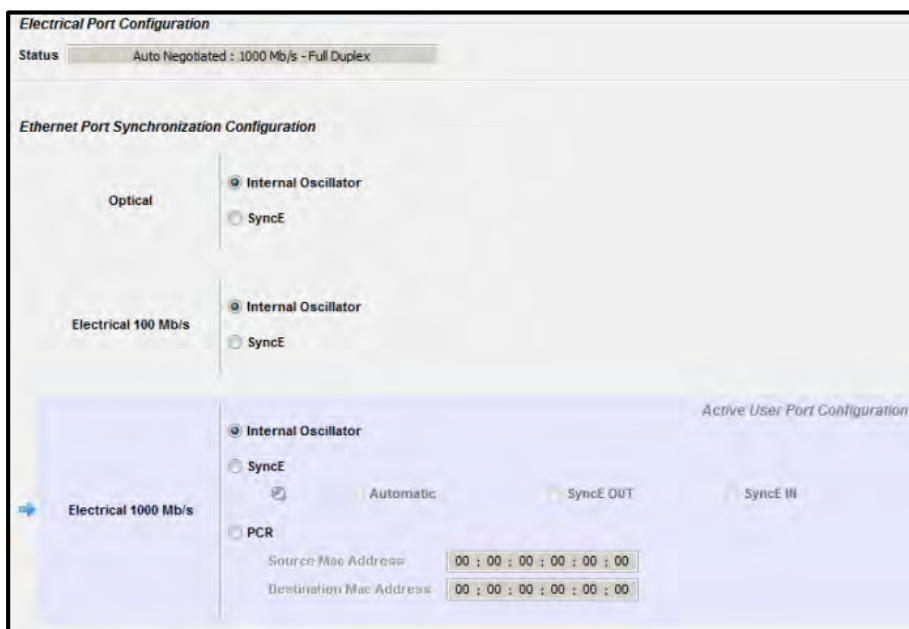 Electrical Port Configuration
Status Auto Negotiated : 1000 Mb/s - Full Duplex
Ethernet Port Synchronization Configuration
Optical
Internal Oscillator
SyncE
Electrical 100 Mb/s
Internal Oscillator
SyncE
Active User Port Configuration
Electrical 1000 Mb/s
Internal Oscillator
SyncE
Automatic SyncE OUT SyncE IN
PCR
Source Mac Address 00 : 00 : 00 : 00 : 00 : 00
Destination Mac Address 00 : 00 : 00 : 00 : 00 : 00